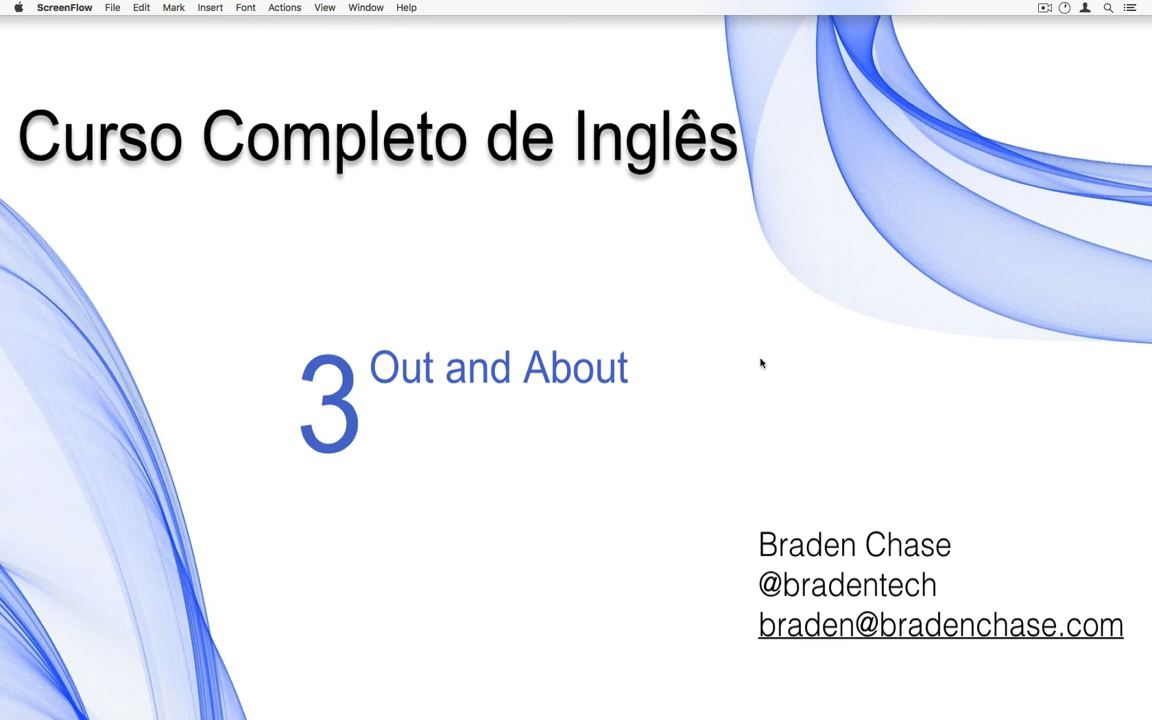 ScreenFlow File Edit Mark Insert Font Actions View Window Help
Curso Completo de Inglês
3 Out and About
Braden Chase
@bradentech
braden@bradenchase.com